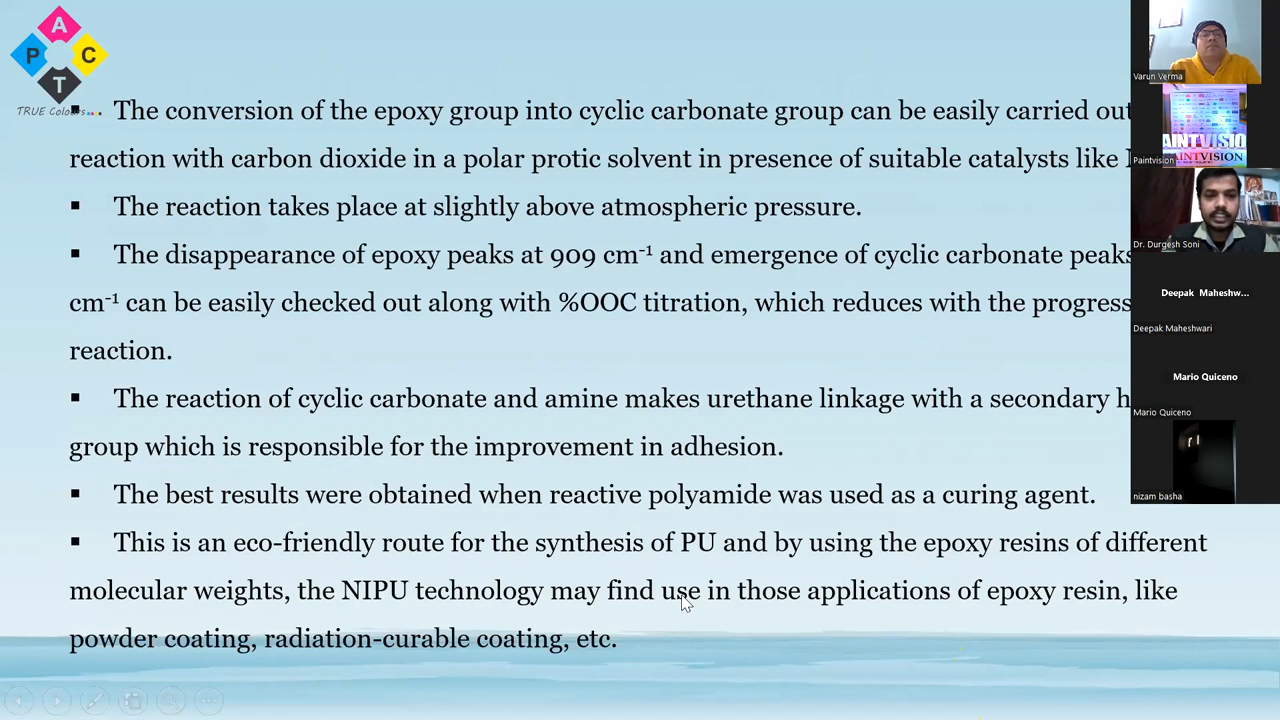 A
P C
T
TRUE Colours...
▪ The conversion of the epoxy group into cyclic carbonate group can be easily carried out
reaction with carbon dioxide in a polar protic solvent in presence of suitable catalysts like
▪ The reaction takes place at slightly above atmospheric pressure.
▪ The disappearance of epoxy peaks at 909 cm⁻¹ and emergence of cyclic carbonate peaks
cm⁻¹ can be easily checked out along with %OOC titration, which reduces with the progress
reaction.
▪ The reaction of cyclic carbonate and amine makes urethane linkage with a secondary h
group which is responsible for the improvement in adhesion.
▪ The best results were obtained when reactive polyamide was used as a curing agent.
▪ This is an eco-friendly route for the synthesis of PU and by using the epoxy resins of different
molecular weights, the NIPU technology may find use in those applications of epoxy resin, like
powder coating, radiation-curable coating, etc.
Varun Verma
AINTVISIO
AINTVISION
Paintvision
Dr. Durgesh Soni
Deepak Maheshw...
Deepak Maheshwari
Mario Quiceno
Mario Quiceno
nizam basha